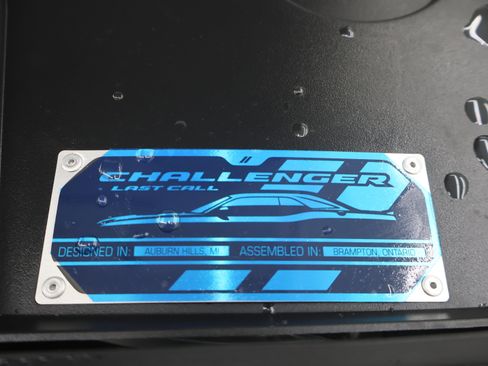 CHALLENGER
LAST CALL
DESIGNED IN: AUBURN HILLS, MI ASSEMBLED IN: BRAMPTON, ONTARIO